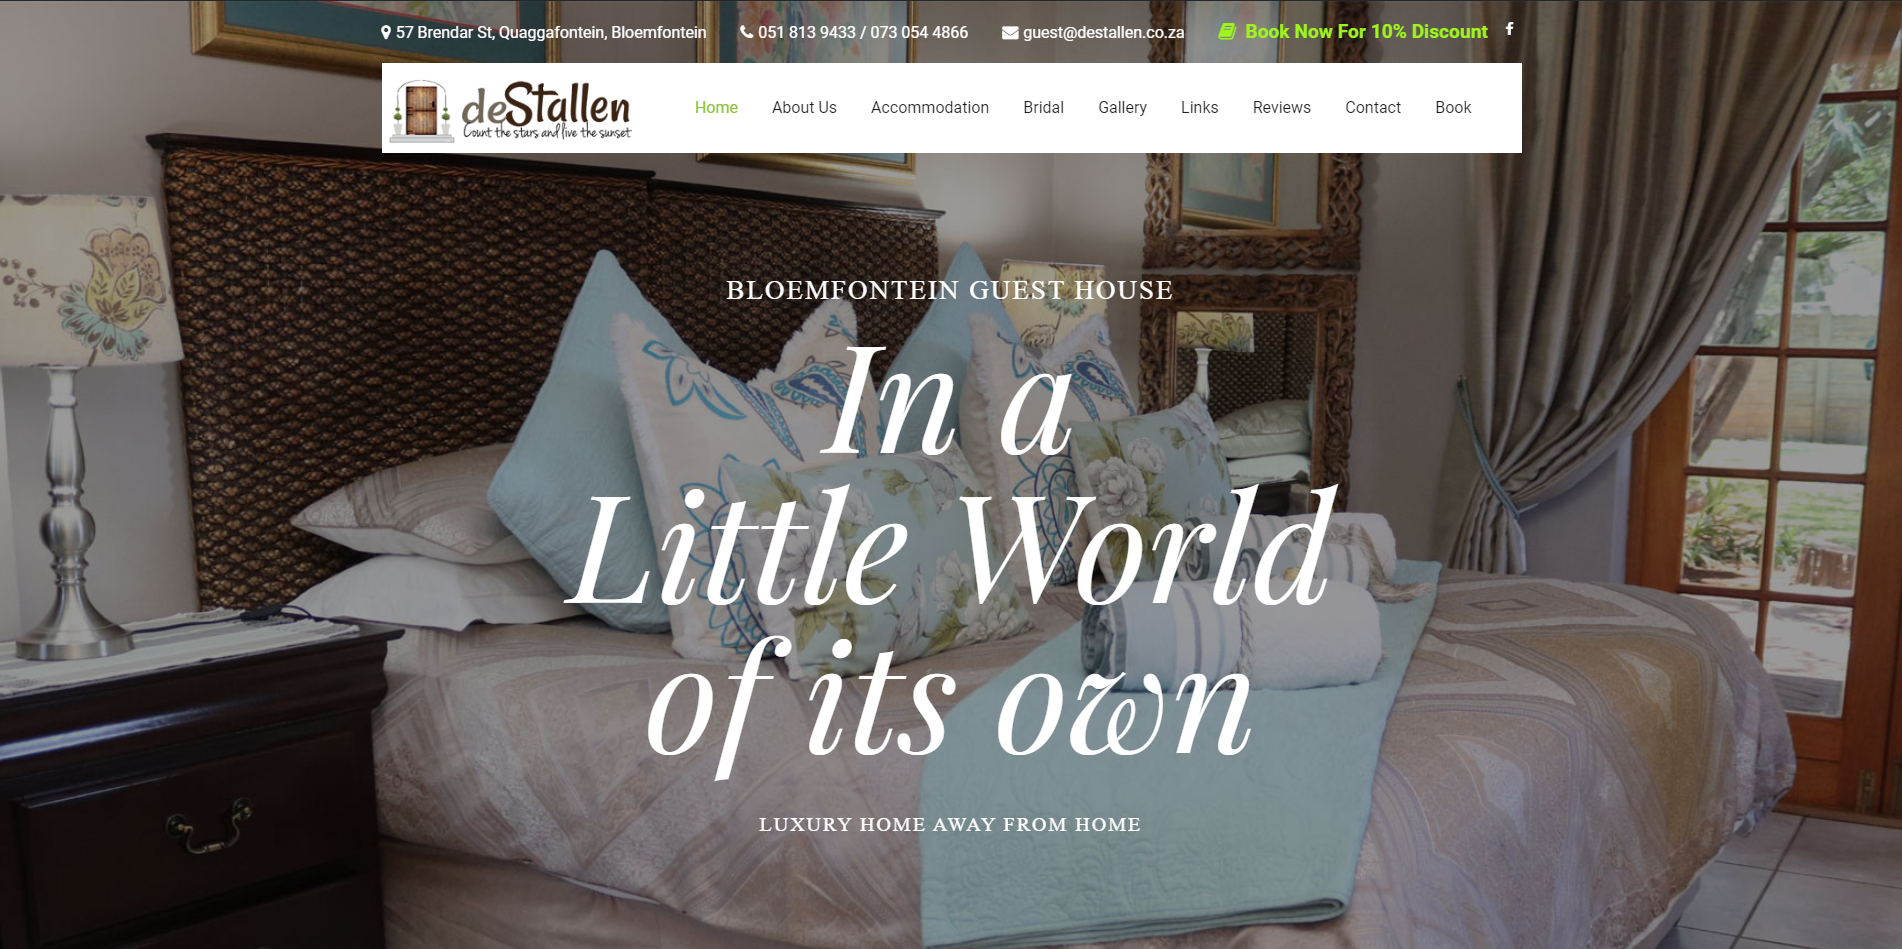 57 Brendar St, Quaggafontein, Bloemfontein
051 813 9433 / 073 054 4866
guest@destallen.co.za
Book Now For 10% Discount
deStallen
Count the stars and live the sunset
Home
About Us
Accommodation
Bridal
Gallery
Links
Reviews
Contact
Book
BLOEMFONTEIN GUEST HOUSE
In a
Little World
of its own
LUXURY HOME AWAY FROM HOME